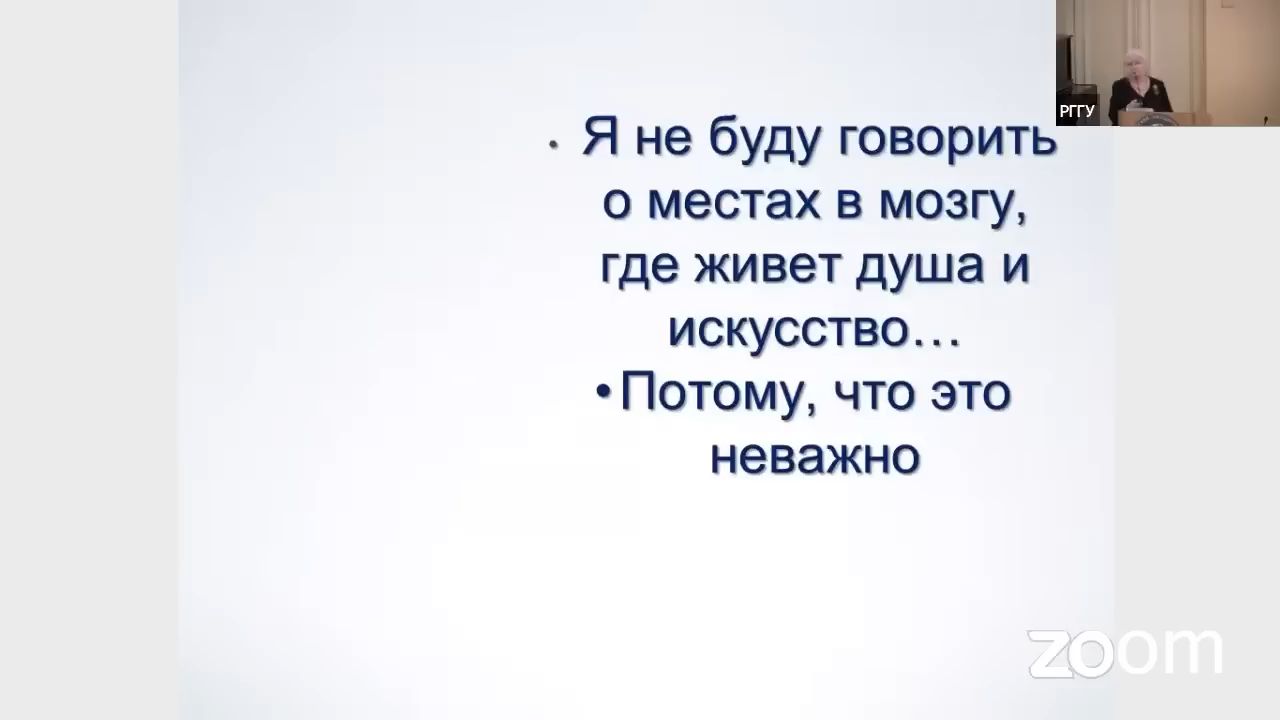 РГГУ
• Я не буду говорить
о местах в мозгу,
где живет душа и
искусство…
• Потому, что это
неважно
zoom